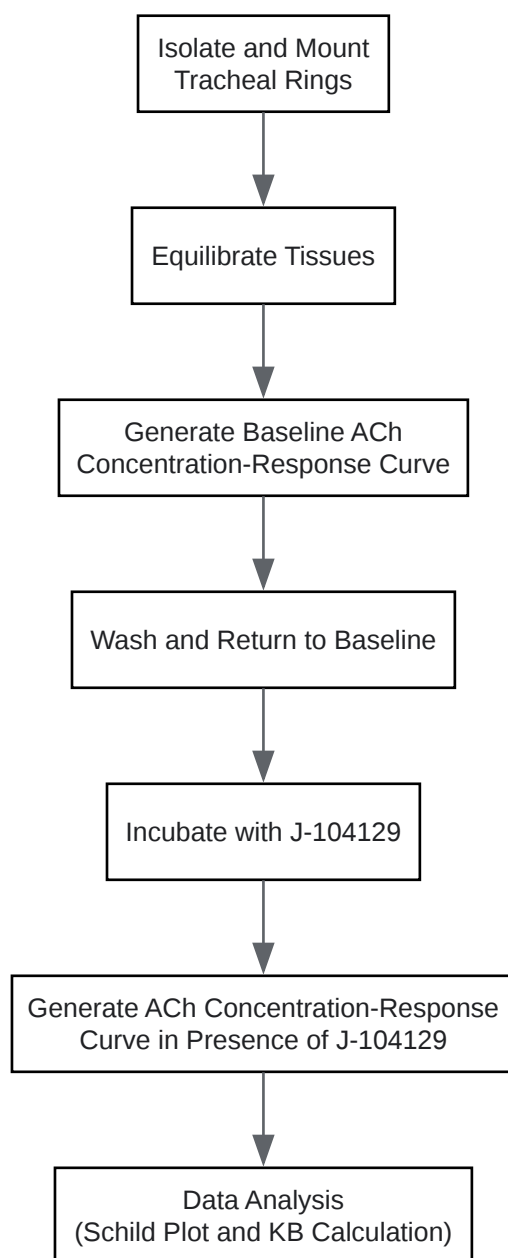 Isolate and Mount
Tracheal Rings
Equilibrate Tissues
Generate Baseline ACh
Concentration-Response Curve
Wash and Return to Baseline
Incubate with J-104129
Generate ACh Concentration-Response
Curve in Presence of J-104129
Data Analysis
(Schild Plot and KB Calculation)